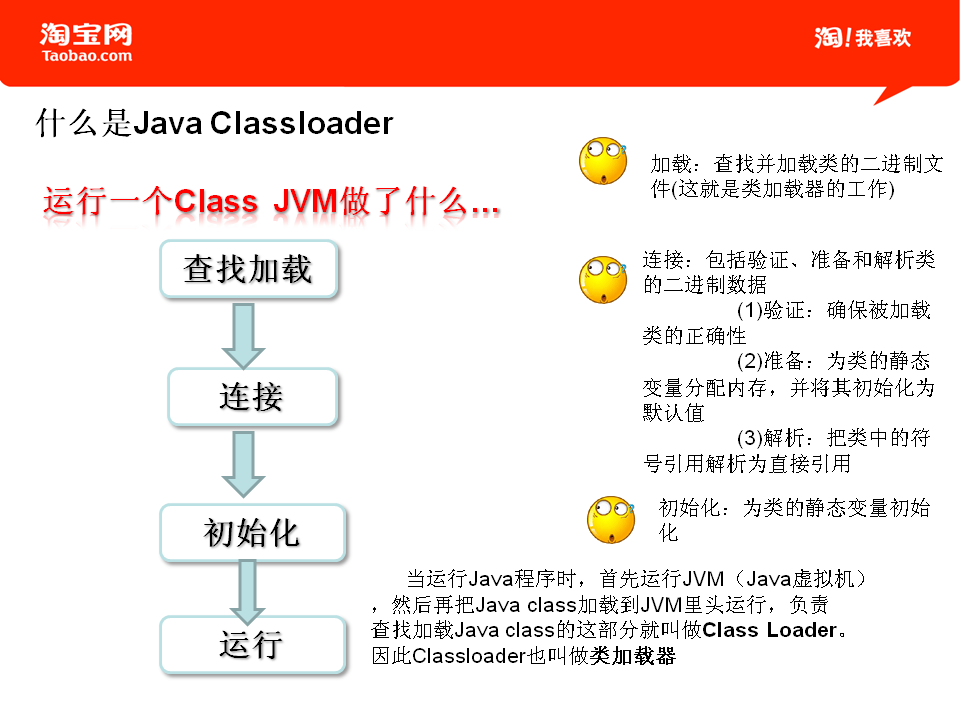 淘宝网
Taobao.com
淘!我喜欢
什么是Java Classloader
运行一个Class JVM做了什么...
查找加载
连接
初始化
运行
加载：查找并加载类的二进制文
件(这就是类加载器的工作)
连接：包括验证、准备和解析类
的二进制数据
(1)验证：确保被加载
类的正确性
(2)准备：为类的静态
变量分配内存，并将其初始化为
默认值
(3)解析：把类中的符
号引用解析为直接引用
初始化：为类的静态变量初始
化
当运行Java程序时，首先运行JVM（Java虚拟机）
，然后再把Java class加载到JVM里头运行，负责
查找加载Java class的这部分就叫做Class Loader。
因此Classloader也叫做类加载器